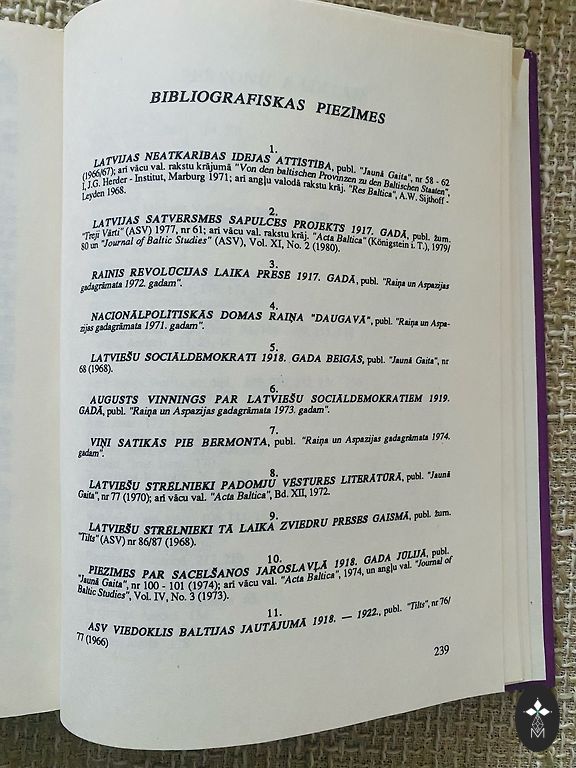 BIBLIOGRAFISKAS PIEZĪMES
1.
LATVIJAS NEATKARĪBAS IDEJAS ATTĪSTĪBA, publ. "Jaunā Gaita", nr 58 - 62
(1966/67); arī vācu val. rakstu krājumā "Von den baltischen Provinzen zu den Baltischen Staaten",
I, J.G. Herder - Institut, Marburg 1971; arī angļu valodā rakstu krāj. "Res Baltica", A.W. Sijthoff -
Leyden 1968.
2.
LATVIJAS SATVERSMES SAPULCES PROJEKTS 1917. GADĀ, publ. žurn.
"Treji Vārti" (ASV) 1977, nr 61; arī vācu val. rakstu krāj. "Acta Baltica" (Königstein i. T.), 1979/
80 un "Journal of Baltic Studies" (ASV), Vol. XI, No. 2 (1980).
3.
RAINIS REVOLŪCIJAS LAIKA PRESĒ 1917. GADĀ, publ. "Raiņa un Aspazijas
gadagrāmata 1972. gadam".
4.
NACIONĀLPOLITISKĀS DOMAS RAIŅA "DAUGAVĀ", publ. "Raiņa un Aspa-
zijas gadagrāmata 1971. gadam".
5.
LATVIEŠU SOCIĀLDEMOKRATI 1918. GADA BEIGĀS, publ. "Jaunā Gaita", nr
68 (1968).
6.
AUGUSTS VINNINGS PAR LATVIEŠU SOCIĀLDEMOKRATIEM 1919.
GADĀ, publ. "Raiņa un Aspazijas gadagrāmata 1973. gadam".
7.
VIŅI SATIKĀS PIE BERMONTA, publ. "Raiņa un Aspazijas gadagrāmata 1974.
gadam".
8.
LATVIEŠU STRĒLNIEKI PADOMJU VĒSTURES LITERATŪRĀ, publ. "Jaunā
Gaita", nr 77 (1970); arī vācu val. "Acta Baltica", Bd. XII, 1972.
9.
LATVIEŠU STRĒLNIEKI TĀ LAIKA ZVIEDRU PRESES GAISMĀ, publ. žurn.
"Tilts" (ASV) nr 86/87 (1968).
10.
PIEZĪMES PAR SACELŠANOS JAROSLAVĻĀ 1918. GADA JŪLIJĀ, publ.
"Jaunā Gaita", nr 100 - 101 (1974); arī vācu val. "Acta Baltica", 1974, un angļu val. "Journal of
Baltic Studies", Vol. IV, No. 3 (1973).
11.
ASV VIEDOKLIS BALTIJAS JAUTĀJUMĀ 1918. — 1922., publ. "Tilts", nr 76/
77 (1966)
239